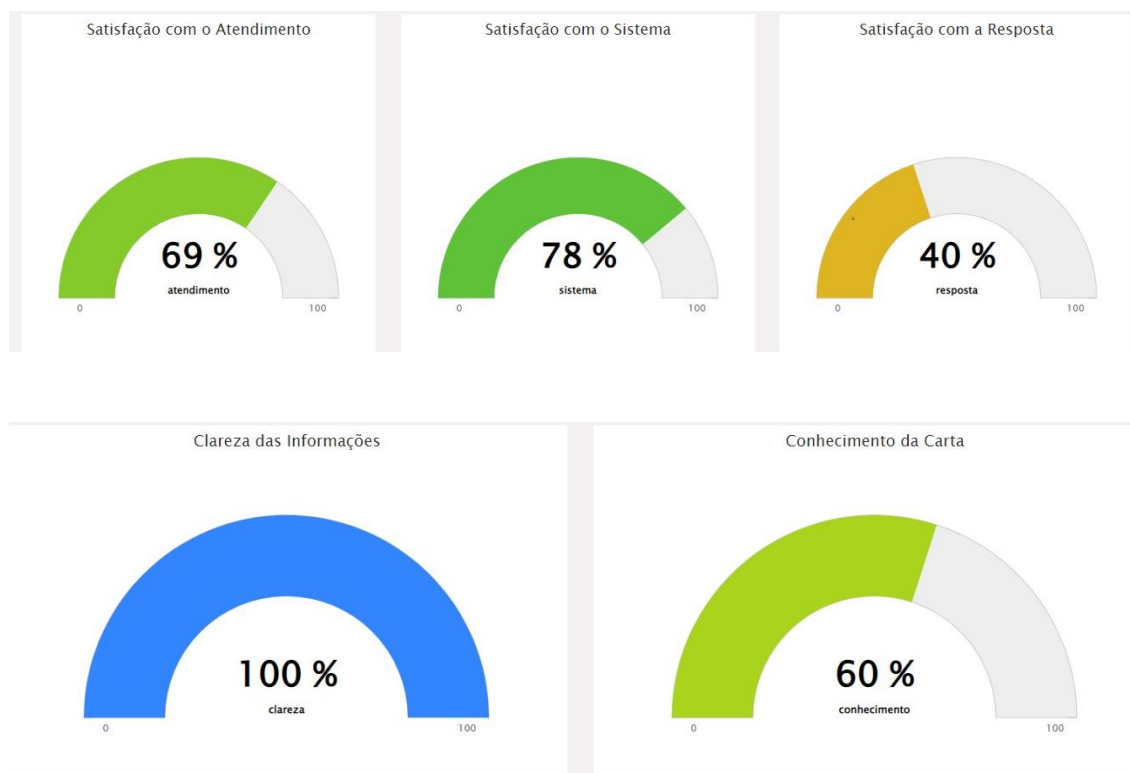 Satisfação com o Atendimento
69 %
atendimento
0
100
Satisfação com o Sistema
78 %
sistema
0
100
Satisfação com a Resposta
40 %
resposta
0
100
Clareza das Informações
100 %
clareza
0
100
Conhecimento da Carta
60 %
conhecimento
0
100